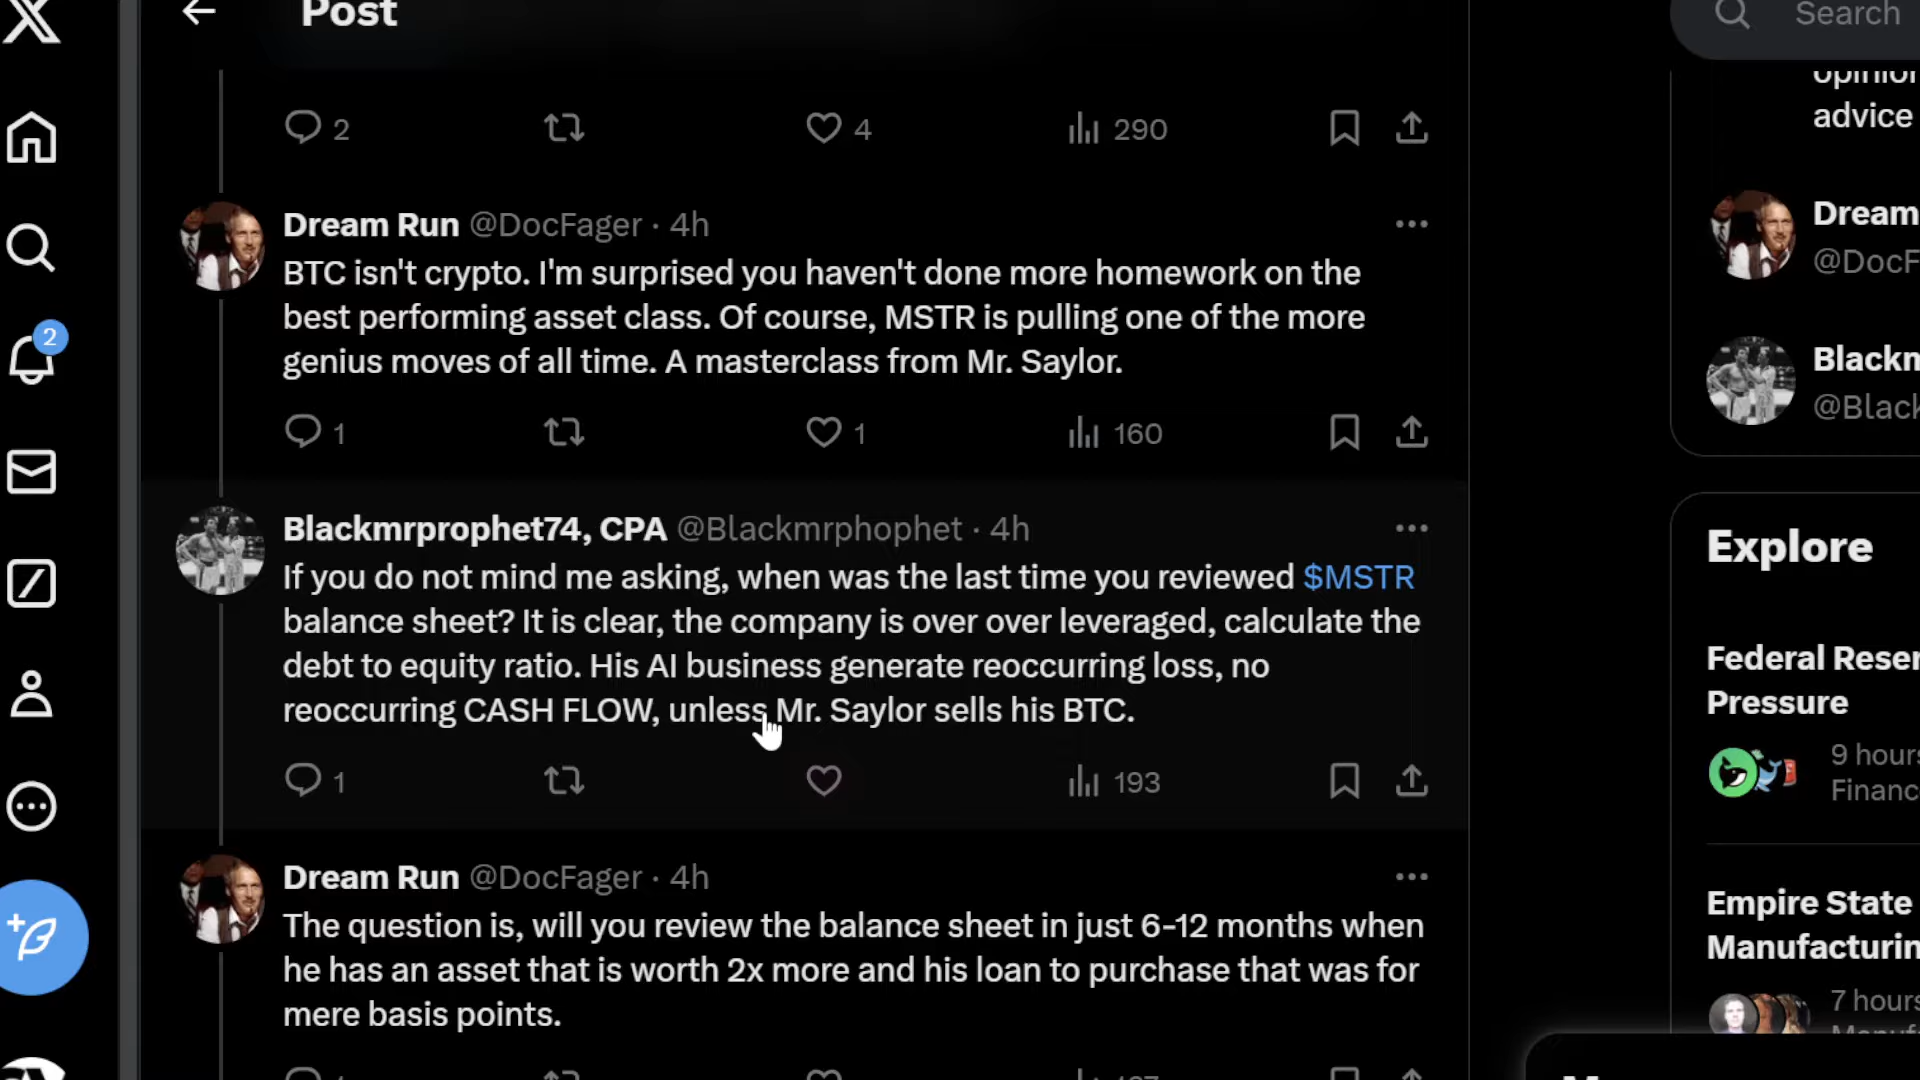 Post
Search
2
4
290
opinion
advice
Dream Run @DocFager · 4h
BTC isn't crypto. I'm surprised you haven't done more homework on the
best performing asset class. Of course, MSTR is pulling one of the more
genius moves of all time. A masterclass from Mr. Saylor.
1
1
160
2
Dream
@DocF
Blackm
@Black
Blackmrprophet74, CPA @Blackmrphophet · 4h
If you do not mind me asking, when was the last time you reviewed $MSTR
balance sheet? It is clear, the company is over over leveraged, calculate the
debt to equity ratio. His AI business generate reoccurring loss, no
reoccurring CASH FLOW, unless Mr. Saylor sells his BTC.
1
193
Explore
Federal Reser
Pressure
9 hours
Financ
Dream Run @DocFager · 4h
The question is, will you review the balance sheet in just 6-12 months when
he has an asset that is worth 2x more and his loan to purchase that was for
mere basis points.
Empire State
Manufacturin
7 hours